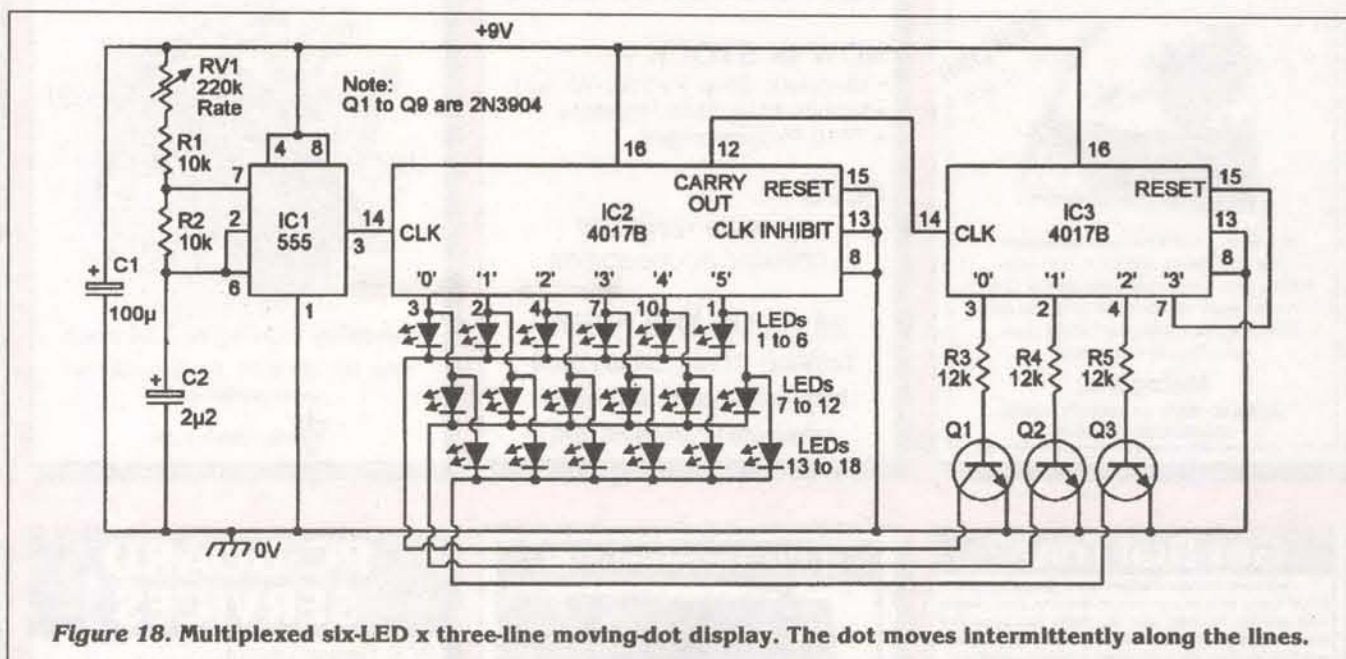 +9V
RV1
220k
Rate
Note:
Q1 to Q9 are 2N3904
R1
10k
4 8
7
R2
10k
2
IC1
555
6
1
3
C1
+
100µ
C2
+
2µ2
0V
14
CLK
16
12
CARRY
OUT
RESET
15
IC2
4017B
CLK INHIBIT
13
8
'0' '1' '2' '3' '4' '5'
3 2 4 7 10 1
LEDs
1 to 6
LEDs
7 to 12
LEDs
13 to 18
14
CLK
16
RESET
15
IC3
4017B
13
8
'0' '1' '2' '3'
3 2 4 7
R3
12k
R4
12k
R5
12k
Q1 Q2 Q3
Figure 18. Multiplexed six-LED x three-line moving-dot display. The dot moves intermittently along the lines.